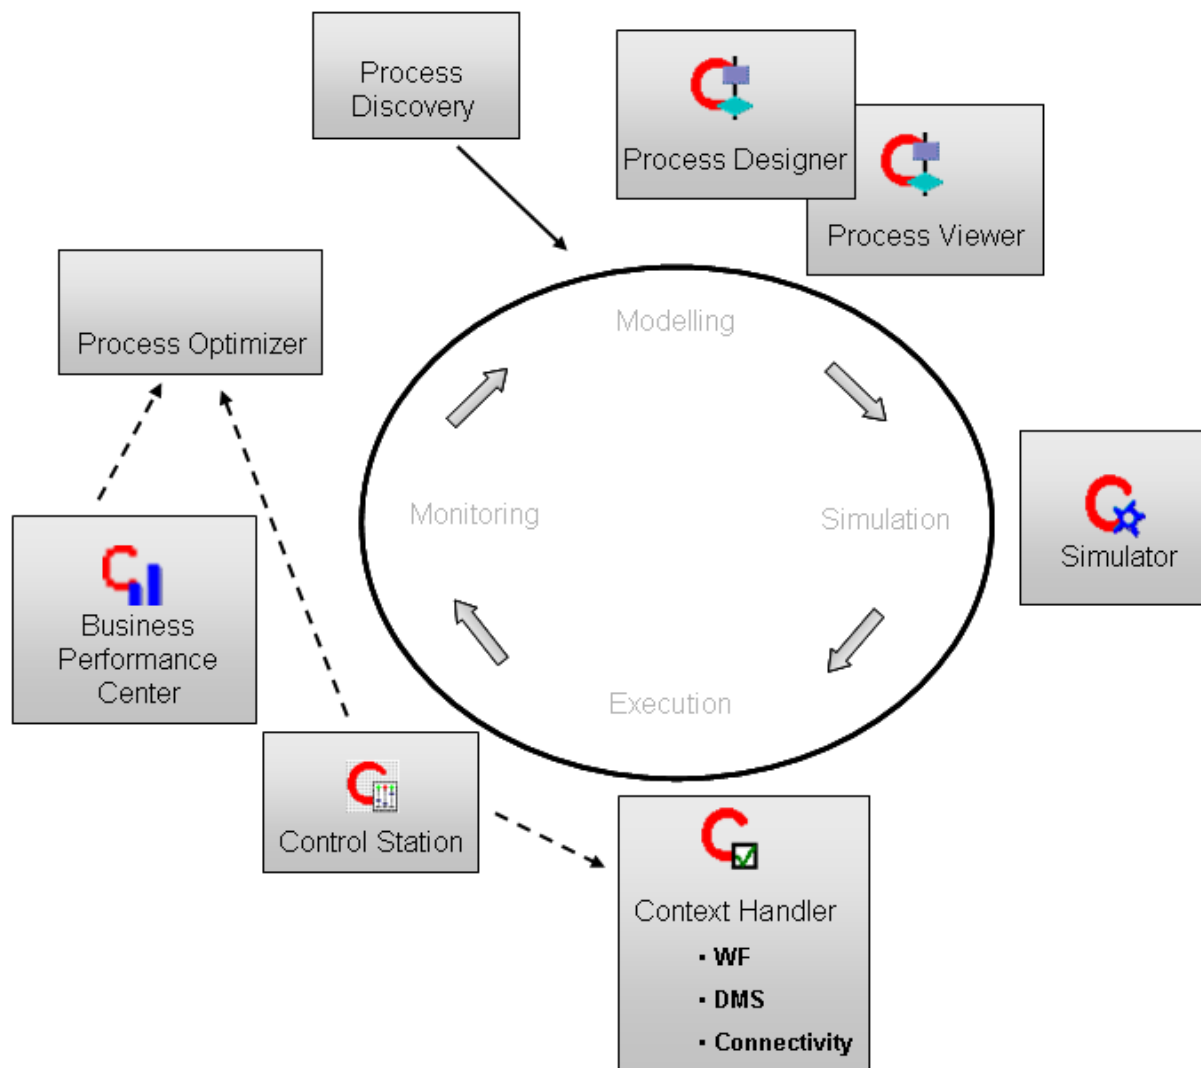 Process
Discovery
Process Designer
Process Viewer
Modelling
Process Optimizer
Monitoring
Simulation
Simulator
Business
Performance
Center
Execution
Control Station
Context Handler
▪ WF
▪ DMS
▪ Connectivity